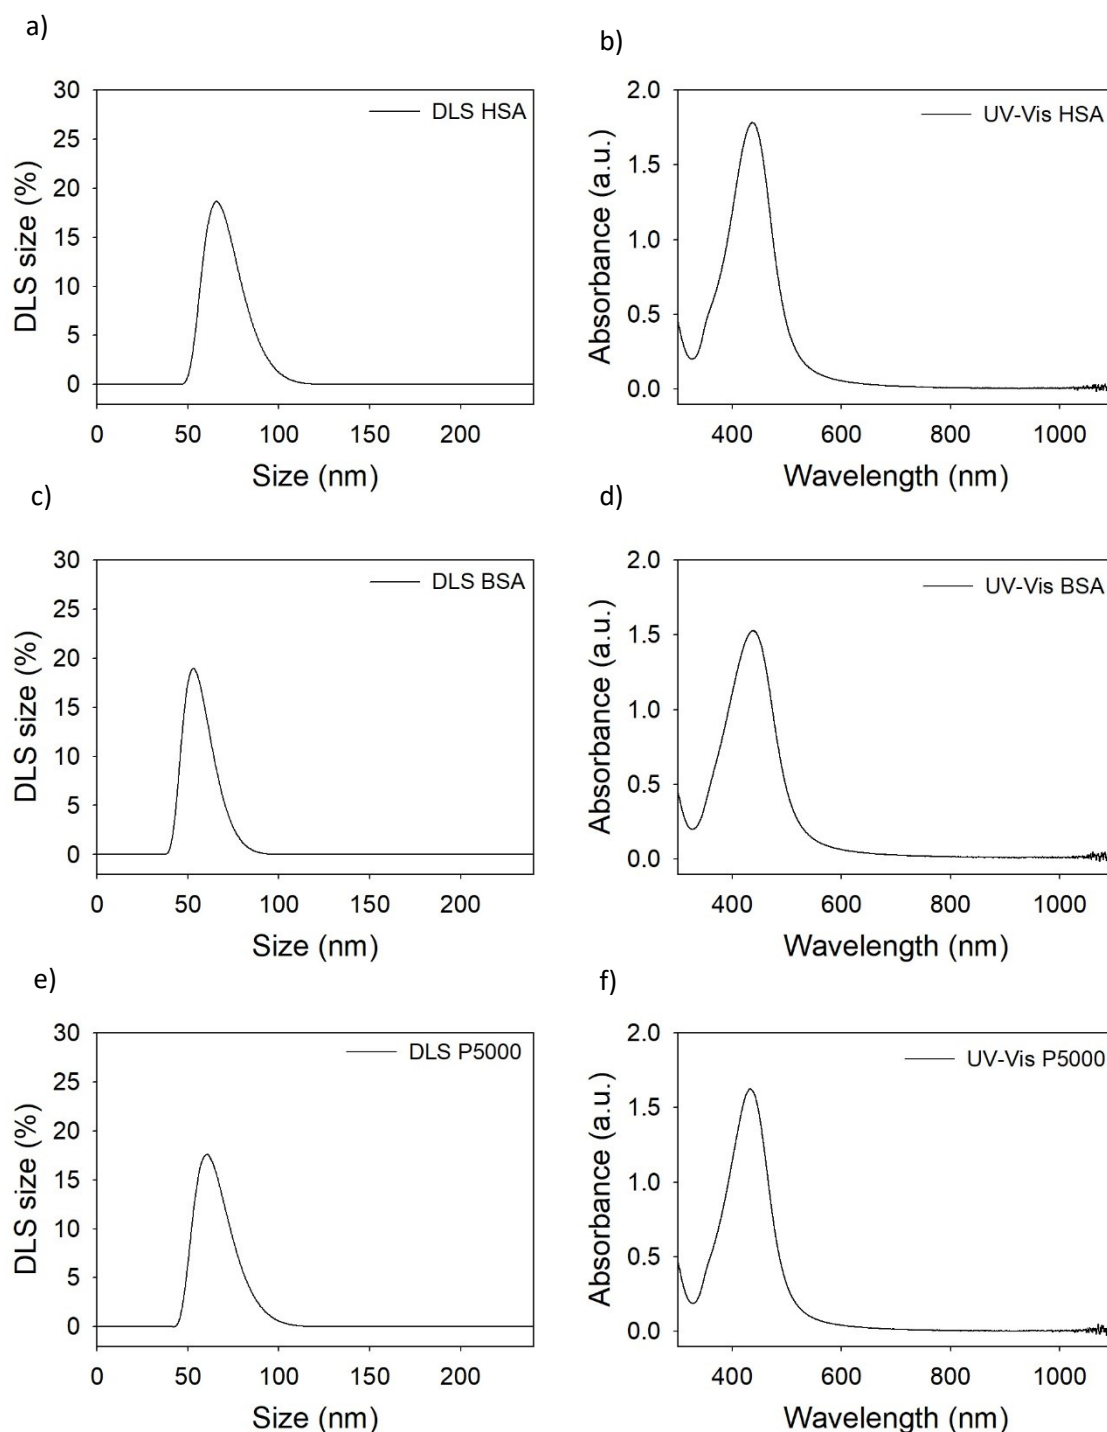 a)
DLS size (%)
30
25
20
15
10
5
0
DLS HSA
0 50 100 150 200
Size (nm)
b)
Absorbance (a.u.)
2.0
1.5
1.0
0.5
0.0
UV-Vis HSA
400 600 800 1000
Wavelength (nm)
c)
DLS size (%)
30
25
20
15
10
5
0
DLS BSA
0 50 100 150 200
Size (nm)
d)
Absorbance (a.u.)
2.0
1.5
1.0
0.5
0.0
UV-Vis BSA
400 600 800 1000
Wavelength (nm)
e)
DLS size (%)
30
25
20
15
10
5
0
DLS P5000
0 50 100 150 200
Size (nm)
f)
Absorbance (a.u.)
2.0
1.5
1.0
0.5
0.0
UV-Vis P5000
400 600 800 1000
Wavelength (nm)